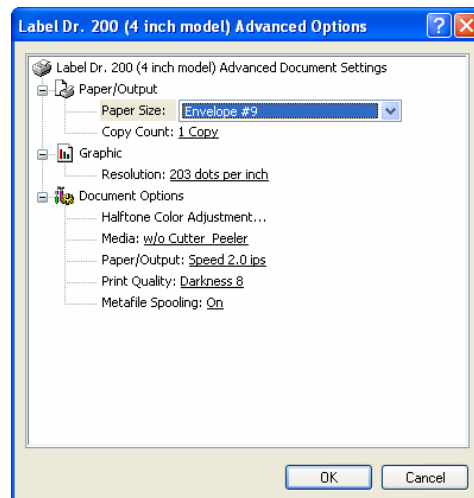 Label Dr. 200 (4 inch model) Advanced Options
Label Dr. 200 (4 inch model) Advanced Document Settings
Paper/Output
Paper Size: Envelope #9
Copy Count: 1 Copy
Graphic
Resolution: 203 dots per inch
Document Options
Halftone Color Adjustment...
Media: w/o Cutter_Peeler
Paper/Output: Speed 2.0 ips
Print Quality: Darkness 8
Metafile Spooling: On
OK Cancel